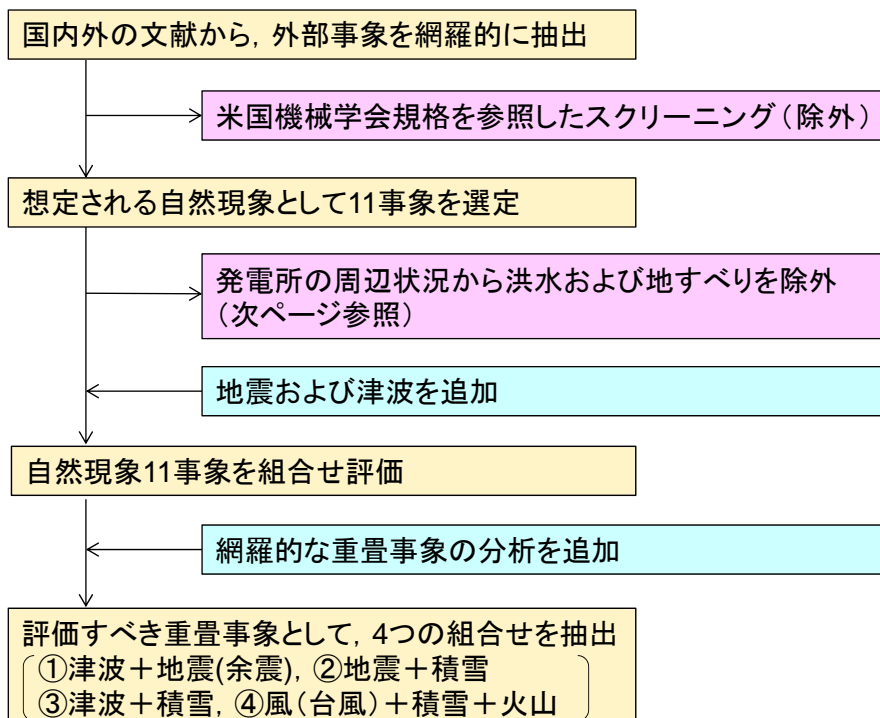 国内外の文献から，外部事象を網羅的に抽出
米国機械学会規格を参照したスクリーニング（除外）
想定される自然現象として11事象を選定
発電所の周辺状況から洪水および地すべりを除外
（次ページ参照）
地震および津波を追加
自然現象11事象を組合せ評価
網羅的な重畳事象の分析を追加
評価すべき重畳事象として，4つの組合せを抽出
①津波＋地震(余震)，②地震＋積雪
③津波＋積雪，④風（台風）＋積雪＋火山